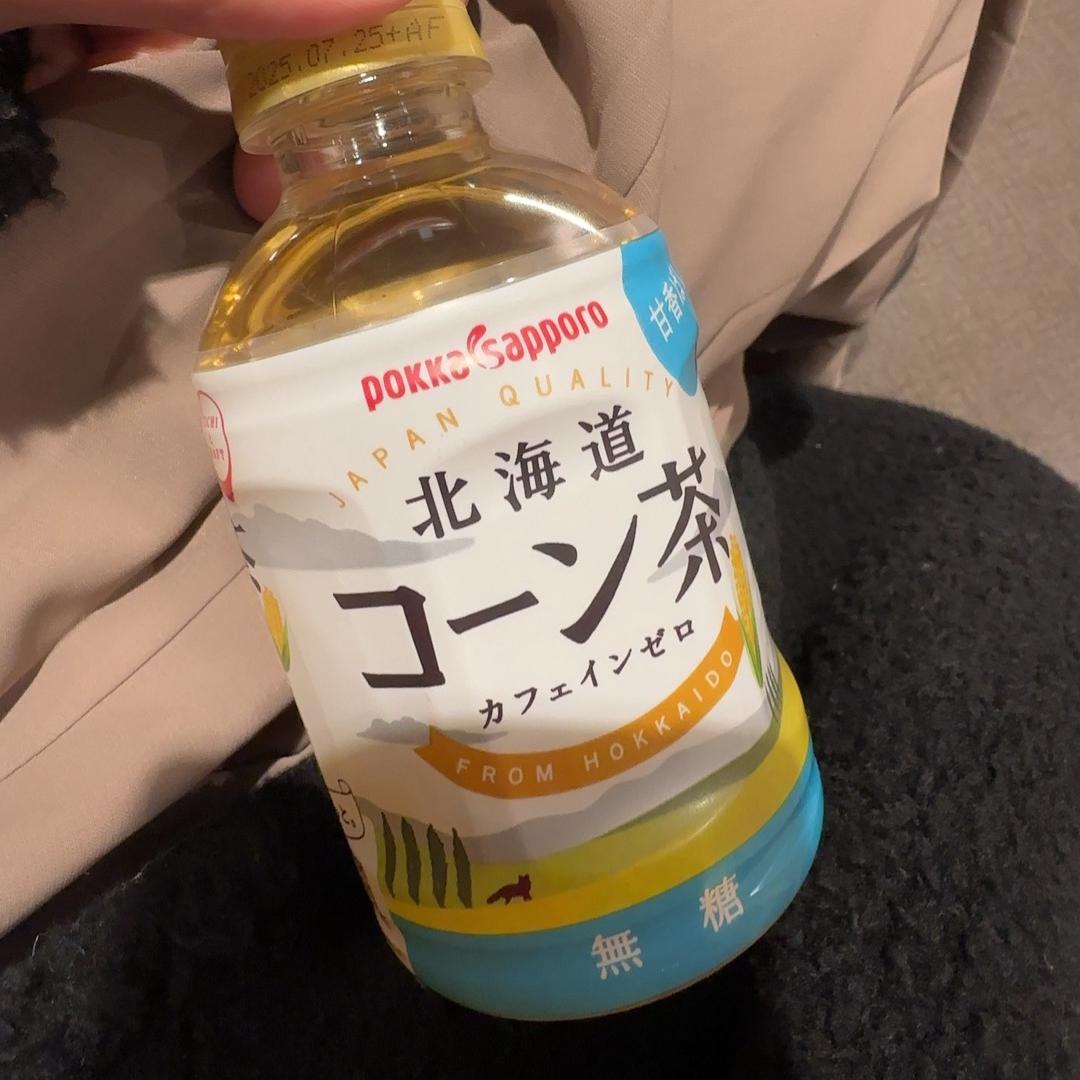 2025.07.25+AF
pokka sapporo
甘香ば
JAPAN QUALITY
北海道
コーン茶
カフェインゼロ
FROM HOKKAIDO
無糖